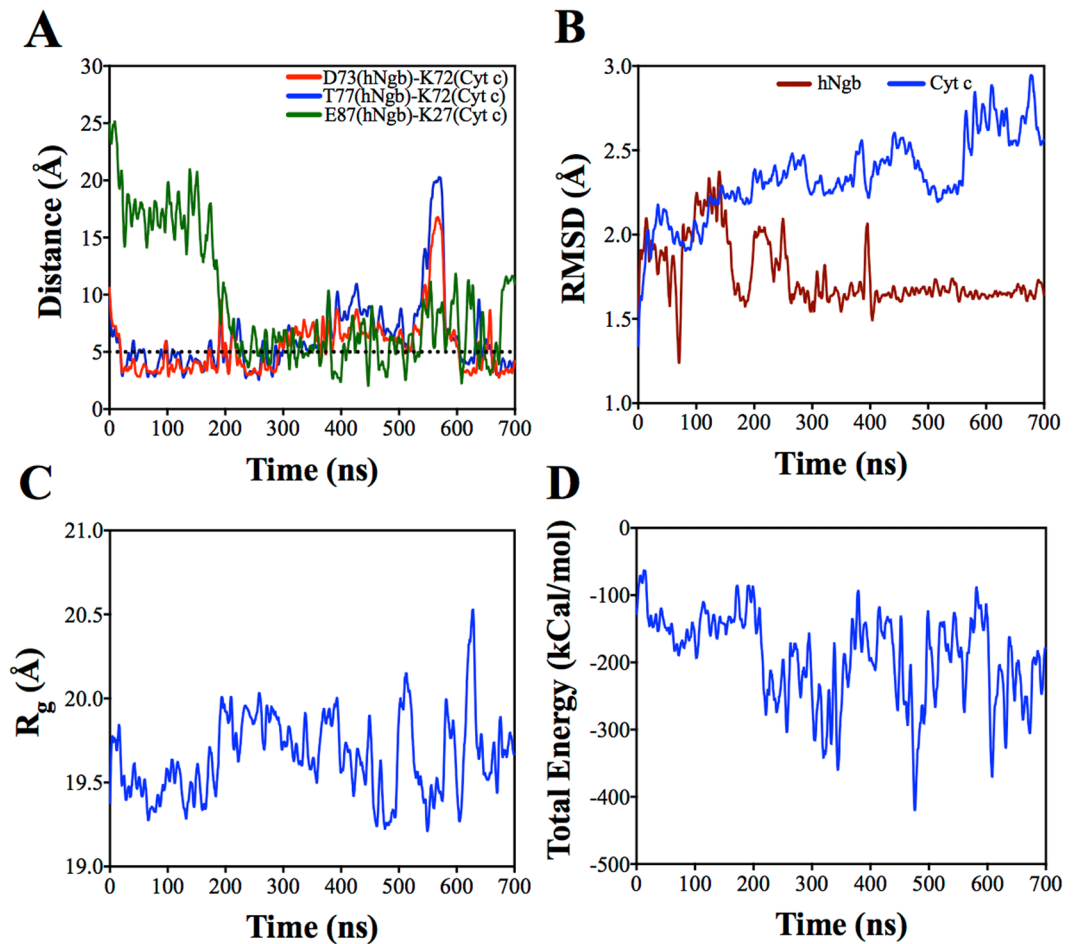 A
Distance (Å)
30
25
20
15
10
5
0
D73(hNgb)-K72(Cyt c)
T77(hNgb)-K72(Cyt c)
E87(hNgb)-K27(Cyt c)
0 100 200 300 400 500 600 700
Time (ns)
B
RMSD (Å)
3.0
2.5
2.0
1.5
1.0
hNgb Cyt c
0 100 200 300 400 500 600 700
Time (ns)
C
Rg (Å)
21.0
20.5
20.0
19.5
19.0
0 100 200 300 400 500 600 700
Time (ns)
D
Total Energy (kCal/mol)
0
-100
-200
-300
-400
-500
0 100 200 300 400 500 600 700
Time (ns)